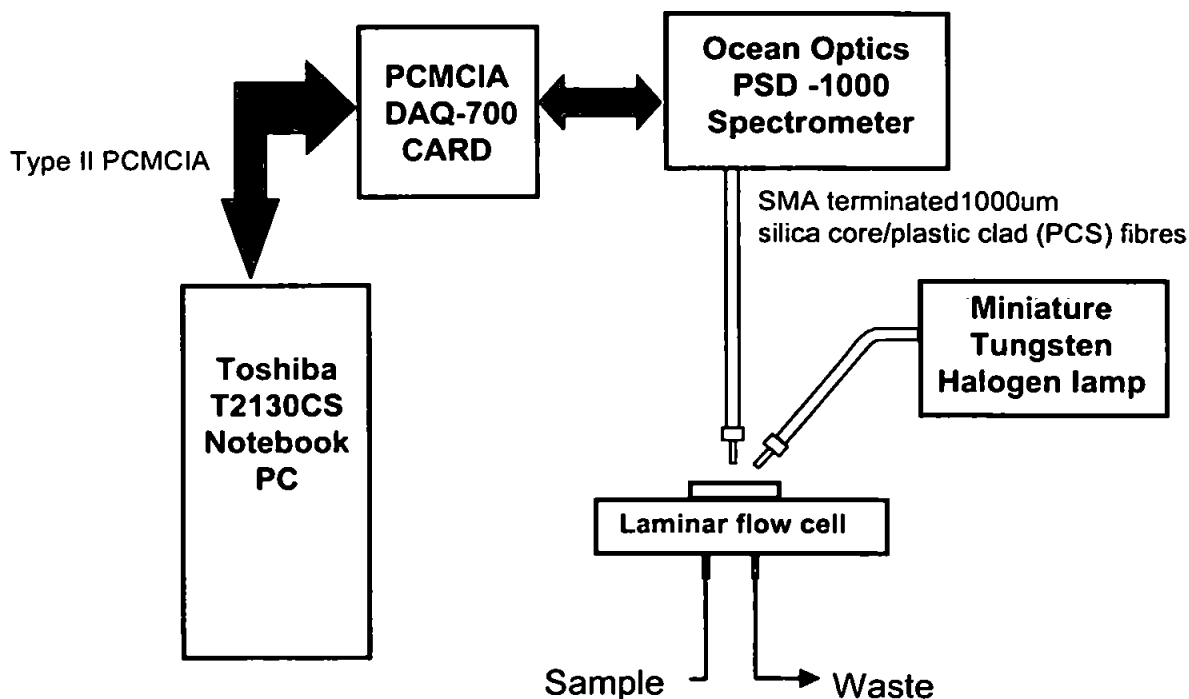 PCMCIA
DAQ-700
CARD
Ocean Optics
PSD -1000
Spectrometer
Type II PCMCIA
SMA terminated1000um
silica core/plastic clad (PCS) fibres
Miniature
Tungsten
Halogen lamp
Toshiba
T2130CS
Notebook
PC
Laminar flow cell
Sample
Waste